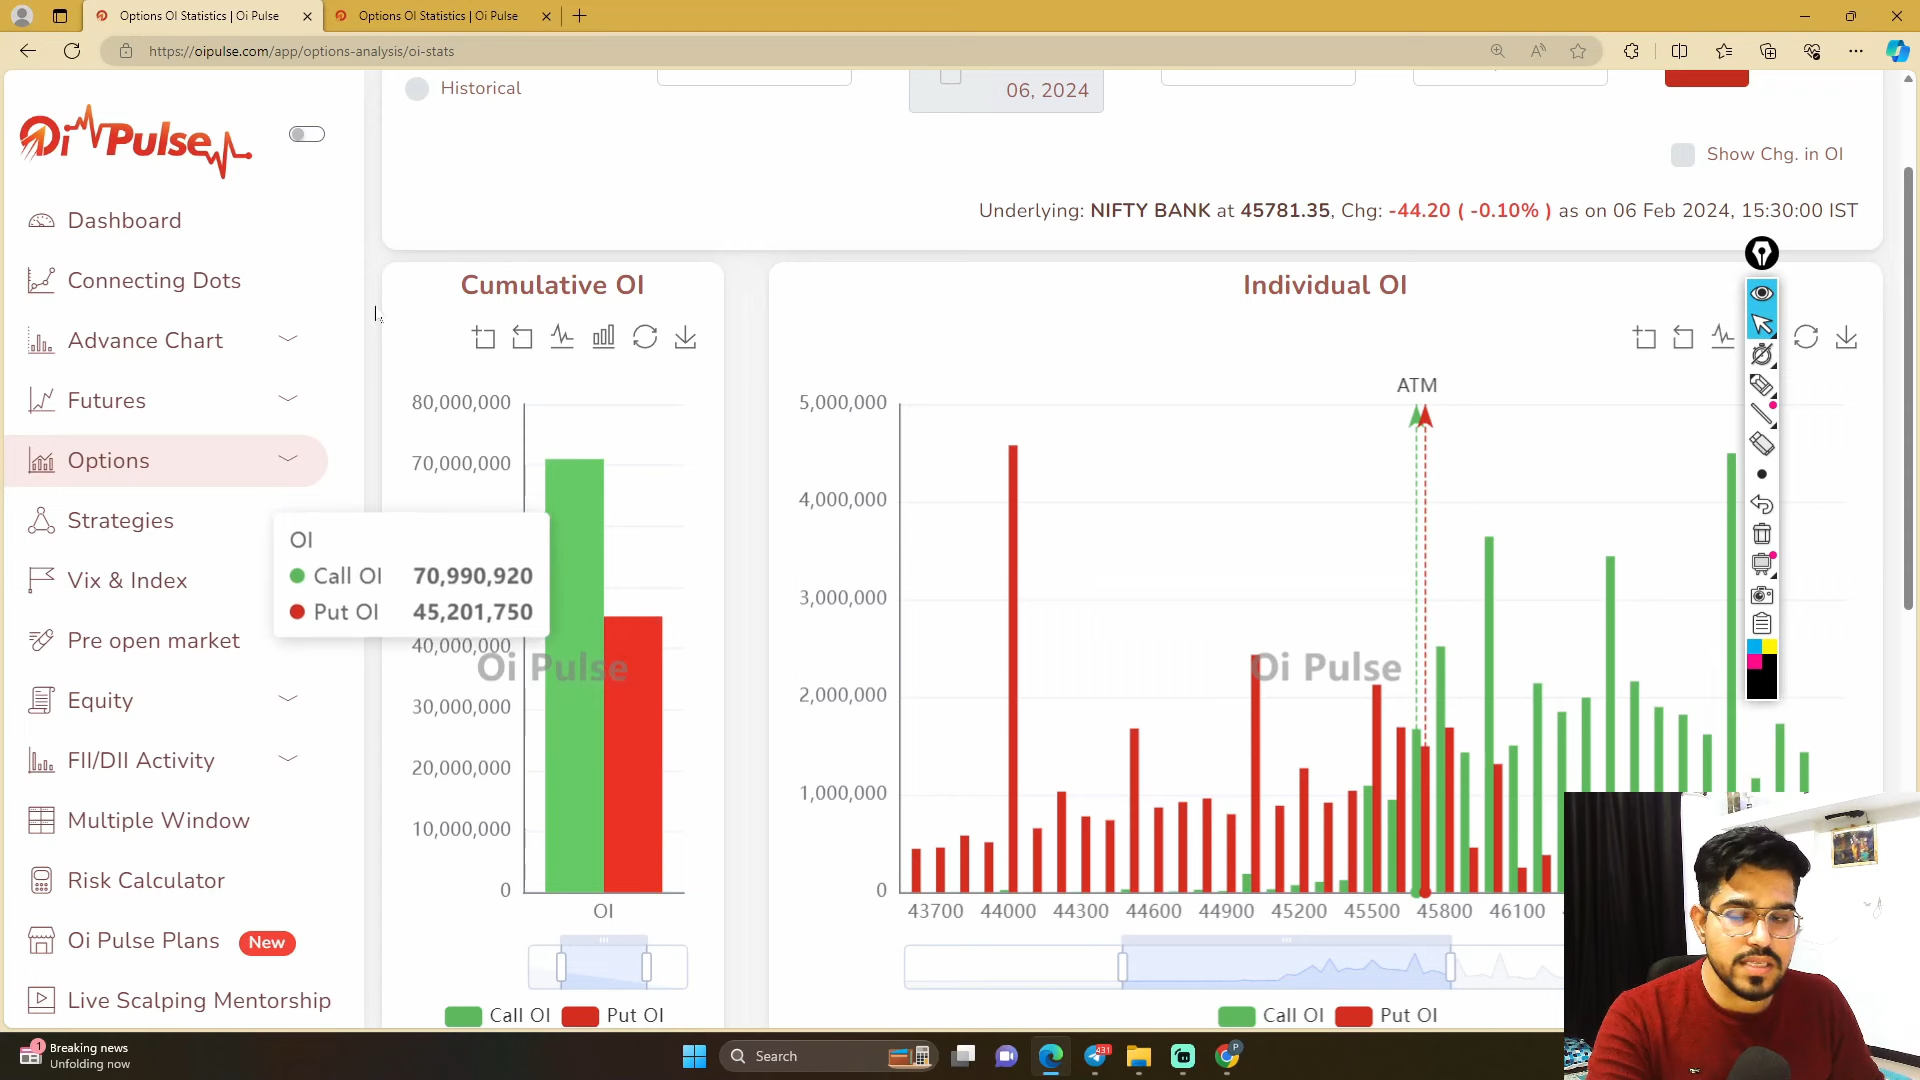 Options OI Statistics | Oi Pulse
Options OI Statistics | Oi Pulse
https://oipulse.com/app/options-analysis/oi-stats
Oi Pulse
Dashboard
Connecting Dots
Advance Chart
Futures
Options
Strategies
Vix & Index
Pre open market
Equity
FII/DII Activity
Multiple Window
Risk Calculator
Oi Pulse Plans New
Live Scalping Mentorship
Historical
06, 2024
Show Chg. in OI
Underlying: NIFTY BANK at 45781.35, Chg: -44.20 ( -0.10% ) as on 06 Feb 2024, 15:30:00 IST
Cumulative OI
80,000,000
70,000,000
40,000,000
30,000,000
20,000,000
10,000,000
0
OI
OI
Call OI 70,990,920
Put OI 45,201,750
Oi Pulse
Call OI Put OI
Individual OI
ATM
5,000,000
4,000,000
3,000,000
2,000,000
1,000,000
0
Oi Pulse
43700 44000 44300 44600 44900 45200 45500 45800 46100
Call OI Put OI
1
Breaking news
Unfolding now
Search
431
P